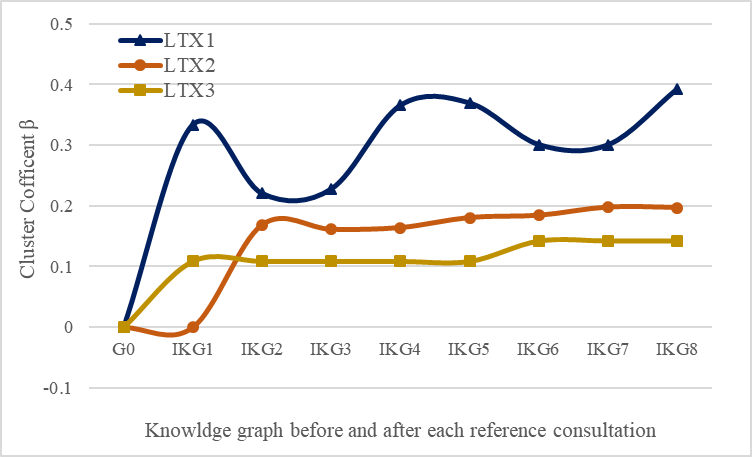 0.5
0.4
0.3
0.2
0.1
0
-0.1
Cluster Cofficent β
LTX1
LTX2
LTX3
G0 IKG1 IKG2 IKG3 IKG4 IKG5 IKG6 IKG7 IKG8
Knowldge graph before and after each reference consultation